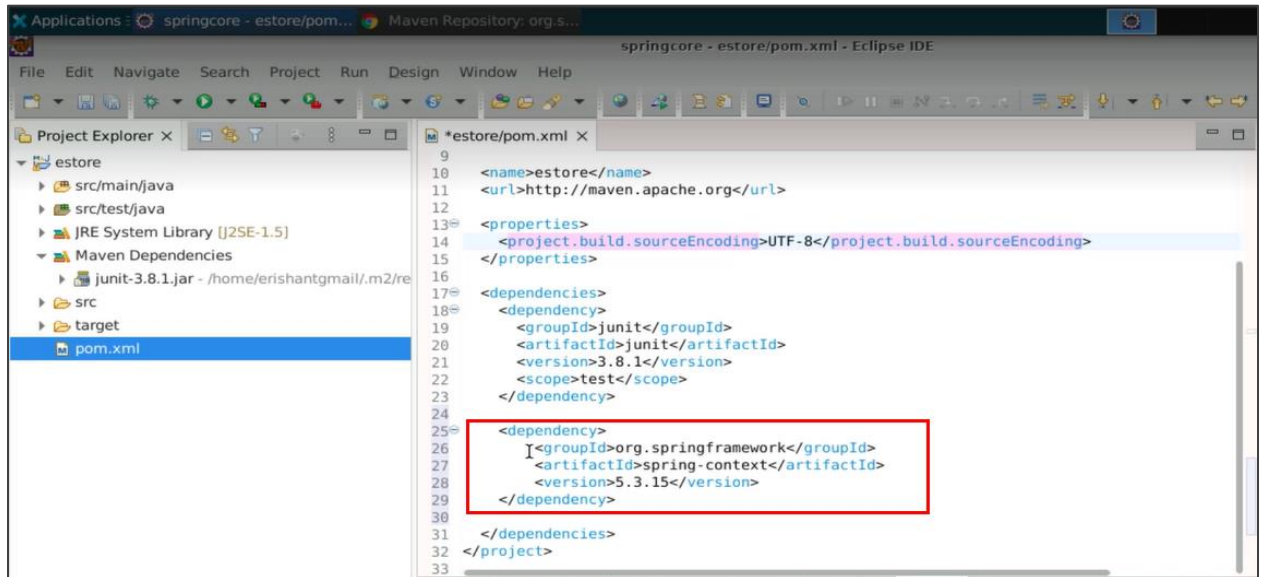 Applications : springcore - estore/pom... Maven Repository: org.s...
springcore - estore/pom.xml - Eclipse IDE
File Edit Navigate Search Project Run Design Window Help
Project Explorer
*estore/pom.xml
estore
src/main/java
src/test/java
JRE System Library [J2SE-1.5]
Maven Dependencies
junit-3.8.1.jar - /home/erishantgmail/.m2/re
src
target
pom.xml
9
10 <name>estore</name>
11 <url>http://maven.apache.org</url>
12
13 <properties>
14 <project.build.sourceEncoding>UTF-8</project.build.sourceEncoding>
15 </properties>
16
17 <dependencies>
18 <dependency>
19 <groupId>junit</groupId>
20 <artifactId>junit</artifactId>
21 <version>3.8.1</version>
22 <scope>test</scope>
23 </dependency>
24
25 <dependency>
26 <groupId>org.springframework</groupId>
27 <artifactId>spring-context</artifactId>
28 <version>5.3.15</version>
29 </dependency>
30
31 </dependencies>
32 </project>
33